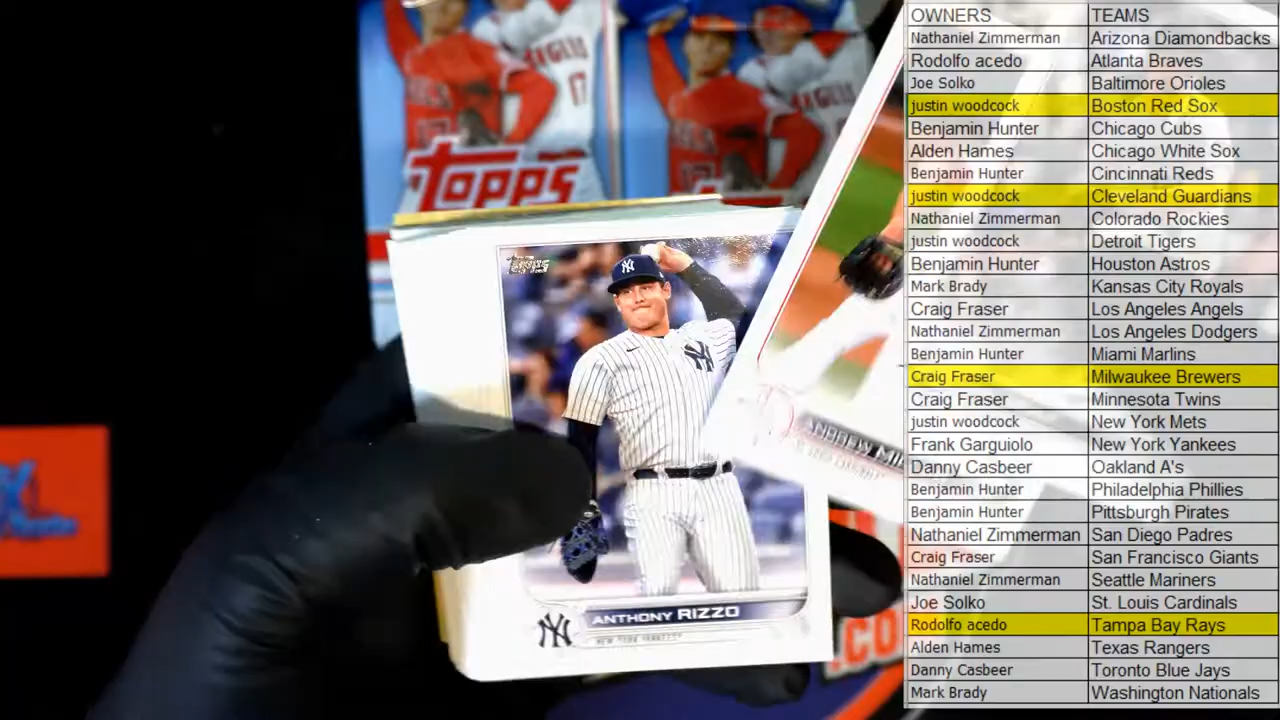 OWNERS TEAMS
Nathaniel Zimmerman Arizona Diamondbacks
Rodolfo acedo Atlanta Braves
Joe Solko Baltimore Orioles
justin woodcock Boston Red Sox
Benjamin Hunter Chicago Cubs
Alden Hames Chicago White Sox
Benjamin Hunter Cincinnati Reds
justin woodcock Cleveland Guardians
Nathaniel Zimmerman Colorado Rockies
justin woodcock Detroit Tigers
Benjamin Hunter Houston Astros
Mark Brady Kansas City Royals
Craig Fraser Los Angeles Angels
Nathaniel Zimmerman Los Angeles Dodgers
Benjamin Hunter Miami Marlins
Craig Fraser Milwaukee Brewers
Craig Fraser Minnesota Twins
justin woodcock New York Mets
Frank Garguiolo New York Yankees
Danny Casbeer Oakland A's
Benjamin Hunter Philadelphia Phillies
Benjamin Hunter Pittsburgh Pirates
Nathaniel Zimmerman San Diego Padres
Craig Fraser San Francisco Giants
Nathaniel Zimmerman Seattle Mariners
Joe Solko St. Louis Cardinals
Rodolfo acedo Tampa Bay Rays
Alden Hames Texas Rangers
Danny Casbeer Toronto Blue Jays
Mark Brady Washington Nationals
ANGELS
17
TOPPS
TOPPS
NY
NY
ANTHONY RIZZO
NY
NEW YORK YANKEES
ANDREW
.CO